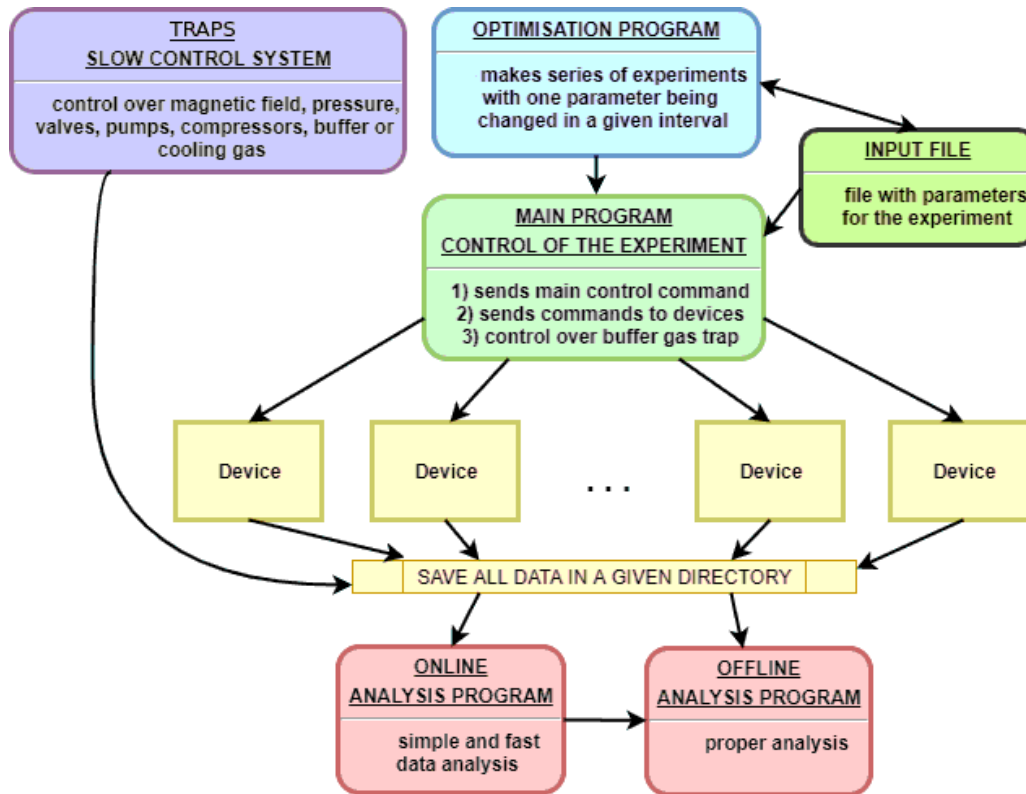 TRAPS
SLOW CONTROL SYSTEM
control over magnetic field, pressure,
valves, pumps, compressors, buffer or
cooling gas
OPTIMISATION PROGRAM
makes series of experiments
with one parameter being
changed in a given interval
INPUT FILE
file with parameters
for the experiment
MAIN PROGRAM
CONTROL OF THE EXPERIMENT
1) sends main control command
2) sends commands to devices
3) control over buffer gas trap
Device
Device
. . .
Device
Device
SAVE ALL DATA IN A GIVEN DIRECTORY
ONLINE
ANALYSIS PROGRAM
simple and fast
data analysis
OFFLINE
ANALYSIS PROGRAM
proper analysis